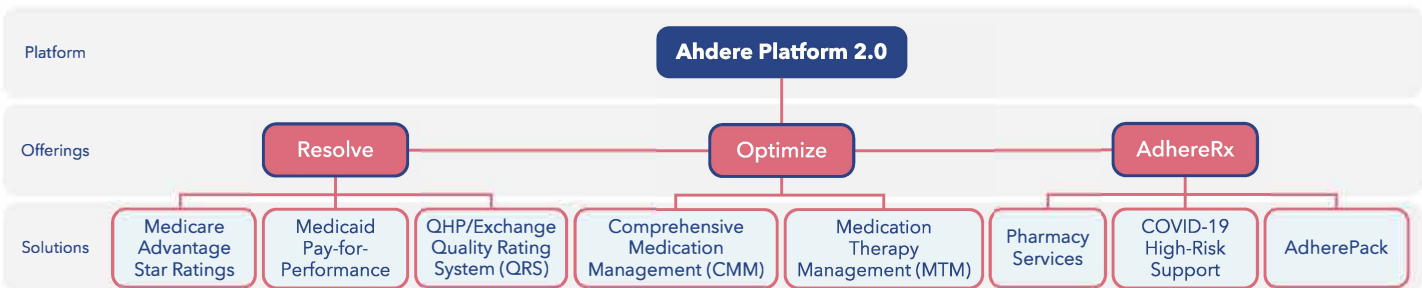 Platform
Ahdere Platform 2.0
Offerings
Resolve
Optimize
AdhereRx
Solutions
Medicare
Advantage
Star Ratings
Medicaid
Pay-for-
Performance
QHP/Exchange
Quality Rating
System (QRS)
Comprehensive
Medication
Management (CMM)
Medication
Therapy
Management (MTM)
Pharmacy
Services
COVID-19
High-Risk
Support
AdherePack